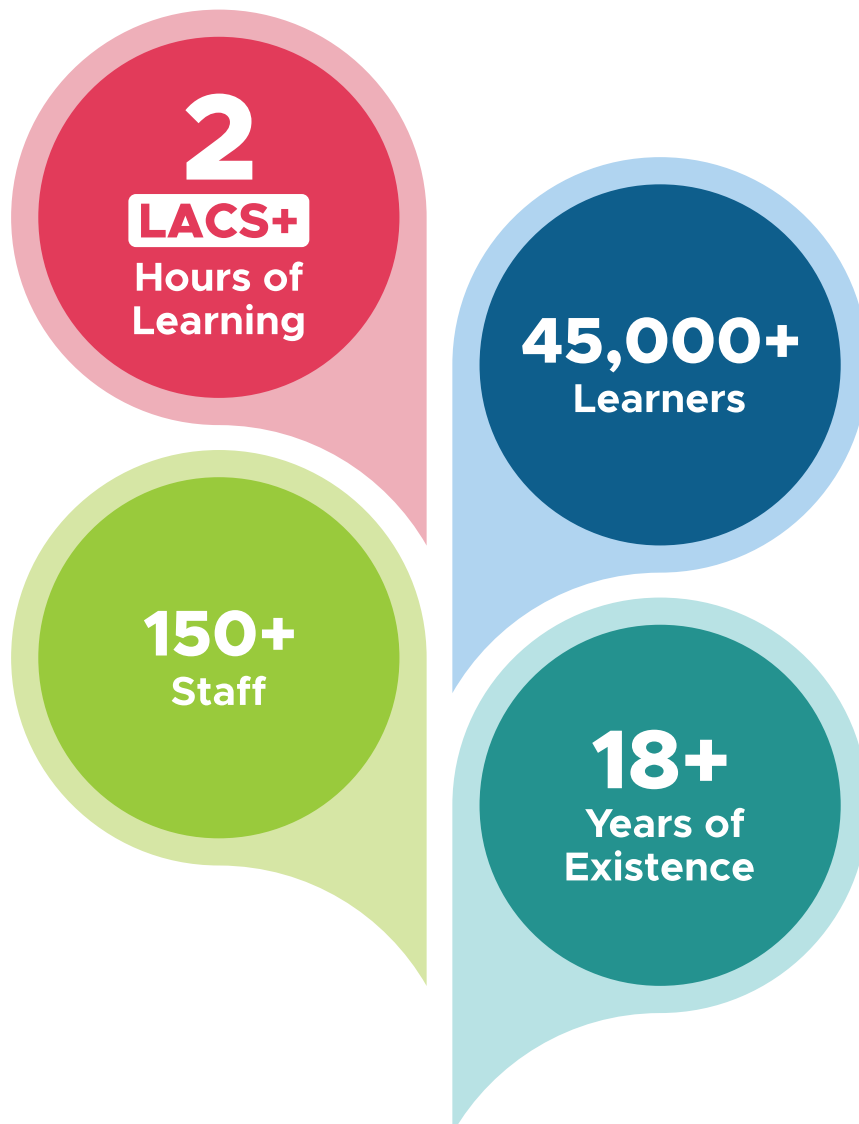 2
LACS+
Hours of
Learning
45,000+
Learners
150+
Staff
18+
Years of
Existence